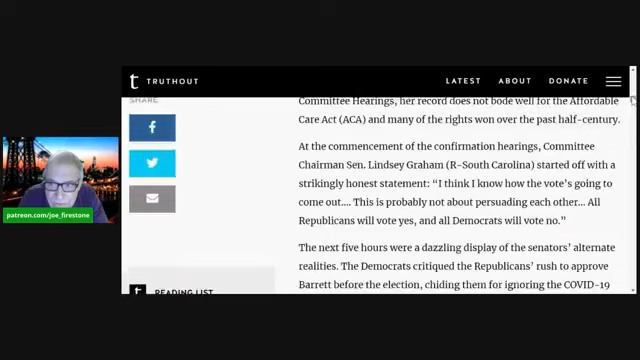 t TRUTHOUT
LATEST ABOUT DONATE
SHARE
Committee Hearings, her record does not bode well for the Affordable
Care Act (ACA) and many of the rights won over the past half-century.
At the commencement of the confirmation hearings, Committee
Chairman Sen. Lindsey Graham (R-South Carolina) started off with a
strikingly honest statement: “I think I know how the vote’s going to
come out.… This is probably not about persuading each other… All
Republicans will vote yes, and all Democrats will vote no.”
The next five hours were a dazzling display of the senators’ alternate
realities. The Democrats critiqued the Republicans’ rush to approve
Barrett before the election, chiding them for ignoring the COVID-19
t READING LIST
patreon.com/joe_firestone